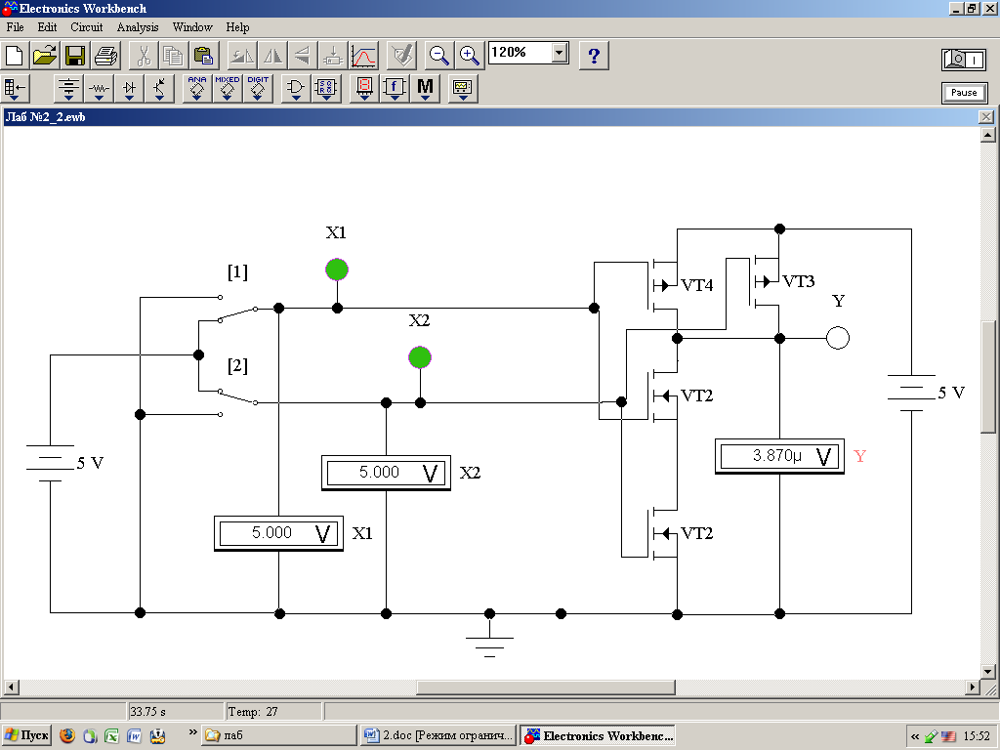 Electronics Workbench
File Edit Circuit Analysis Window Help
120%
?
I
Pause
ANA MIXED DIGIT
f M
Лаб №2_2.ewb
X1
[1]
VT4
VT3
Y
X2
[2]
VT2
5 V
5 V
3.870µ V Y
5.000 V X2
5.000 V X1
VT2
33.75 s Temp: 27
Пуск » лаб 2.doc [Режим огранич... Electronics Workbenc... « 15:52